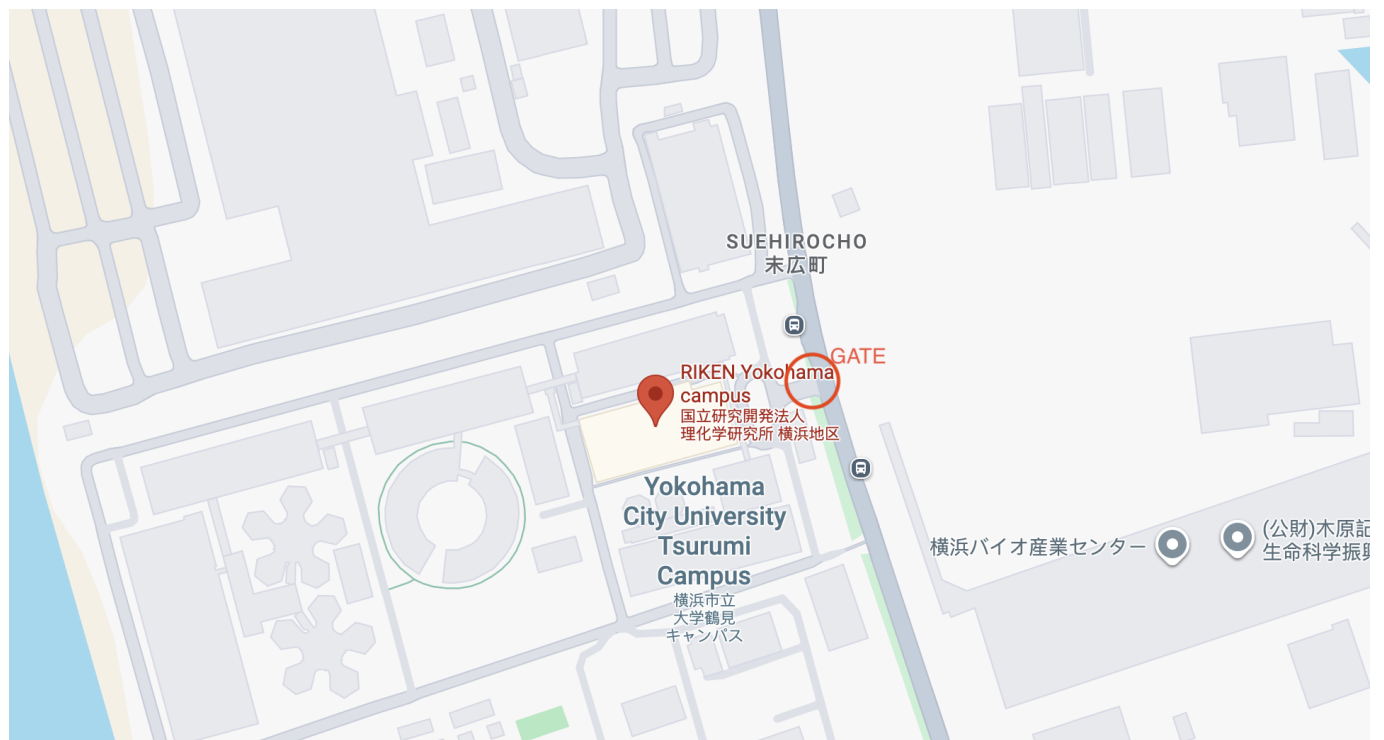 SUEHIROCHO
末広町
GATE
RIKEN Yokohama
campus
国立研究開発法人
理化学研究所 横浜地区
Yokohama
City University
Tsurumi
Campus
横浜市立
大学鶴見
キャンパス
横浜バイオ産業センター
(公財)木原記
生命科学振興